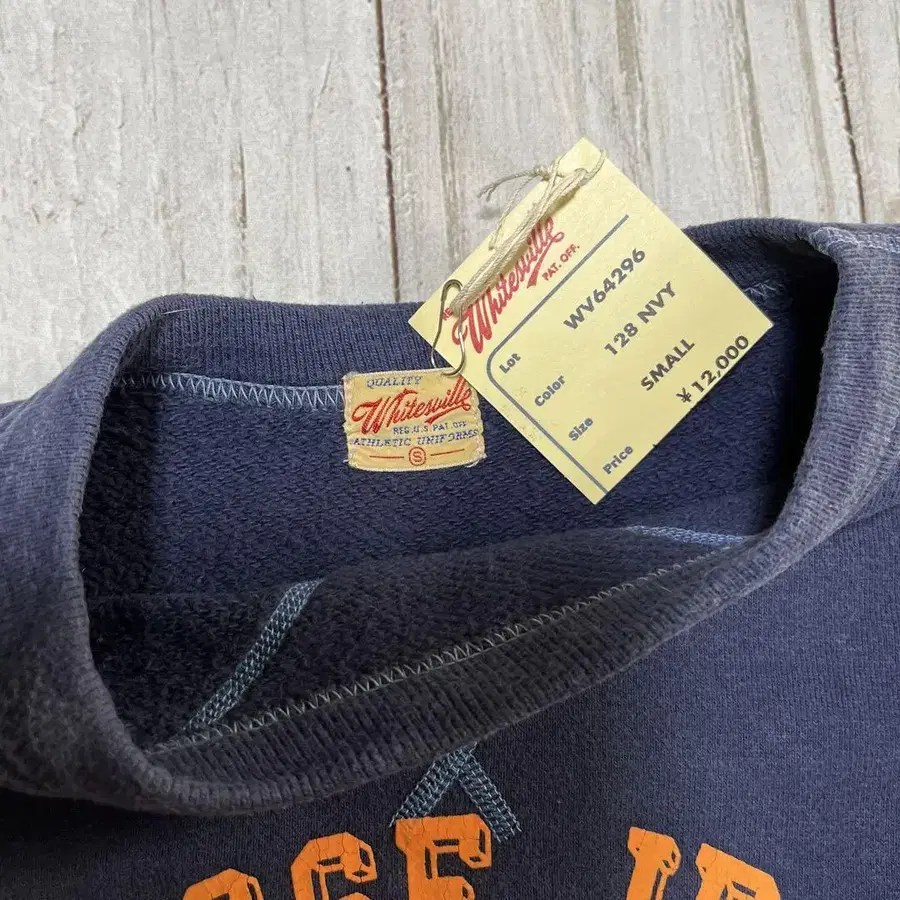 Whitesville
PAT. OFF.
Lot WV64296
Color 128 NVY
Size SMALL
Price ¥12,000
QUALITY
Whitesville
REG.U.S.PAT.OFF
ATHLETIC UNIFORMS
S